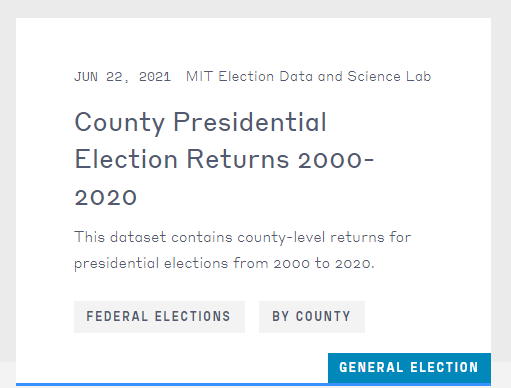 JUN 22, 2021 MIT Election Data and Science Lab
County Presidential
Election Returns 2000-
2020
This dataset contains county-level returns for
presidential elections from 2000 to 2020.
FEDERAL ELECTIONS BY COUNTY
GENERAL ELECTION